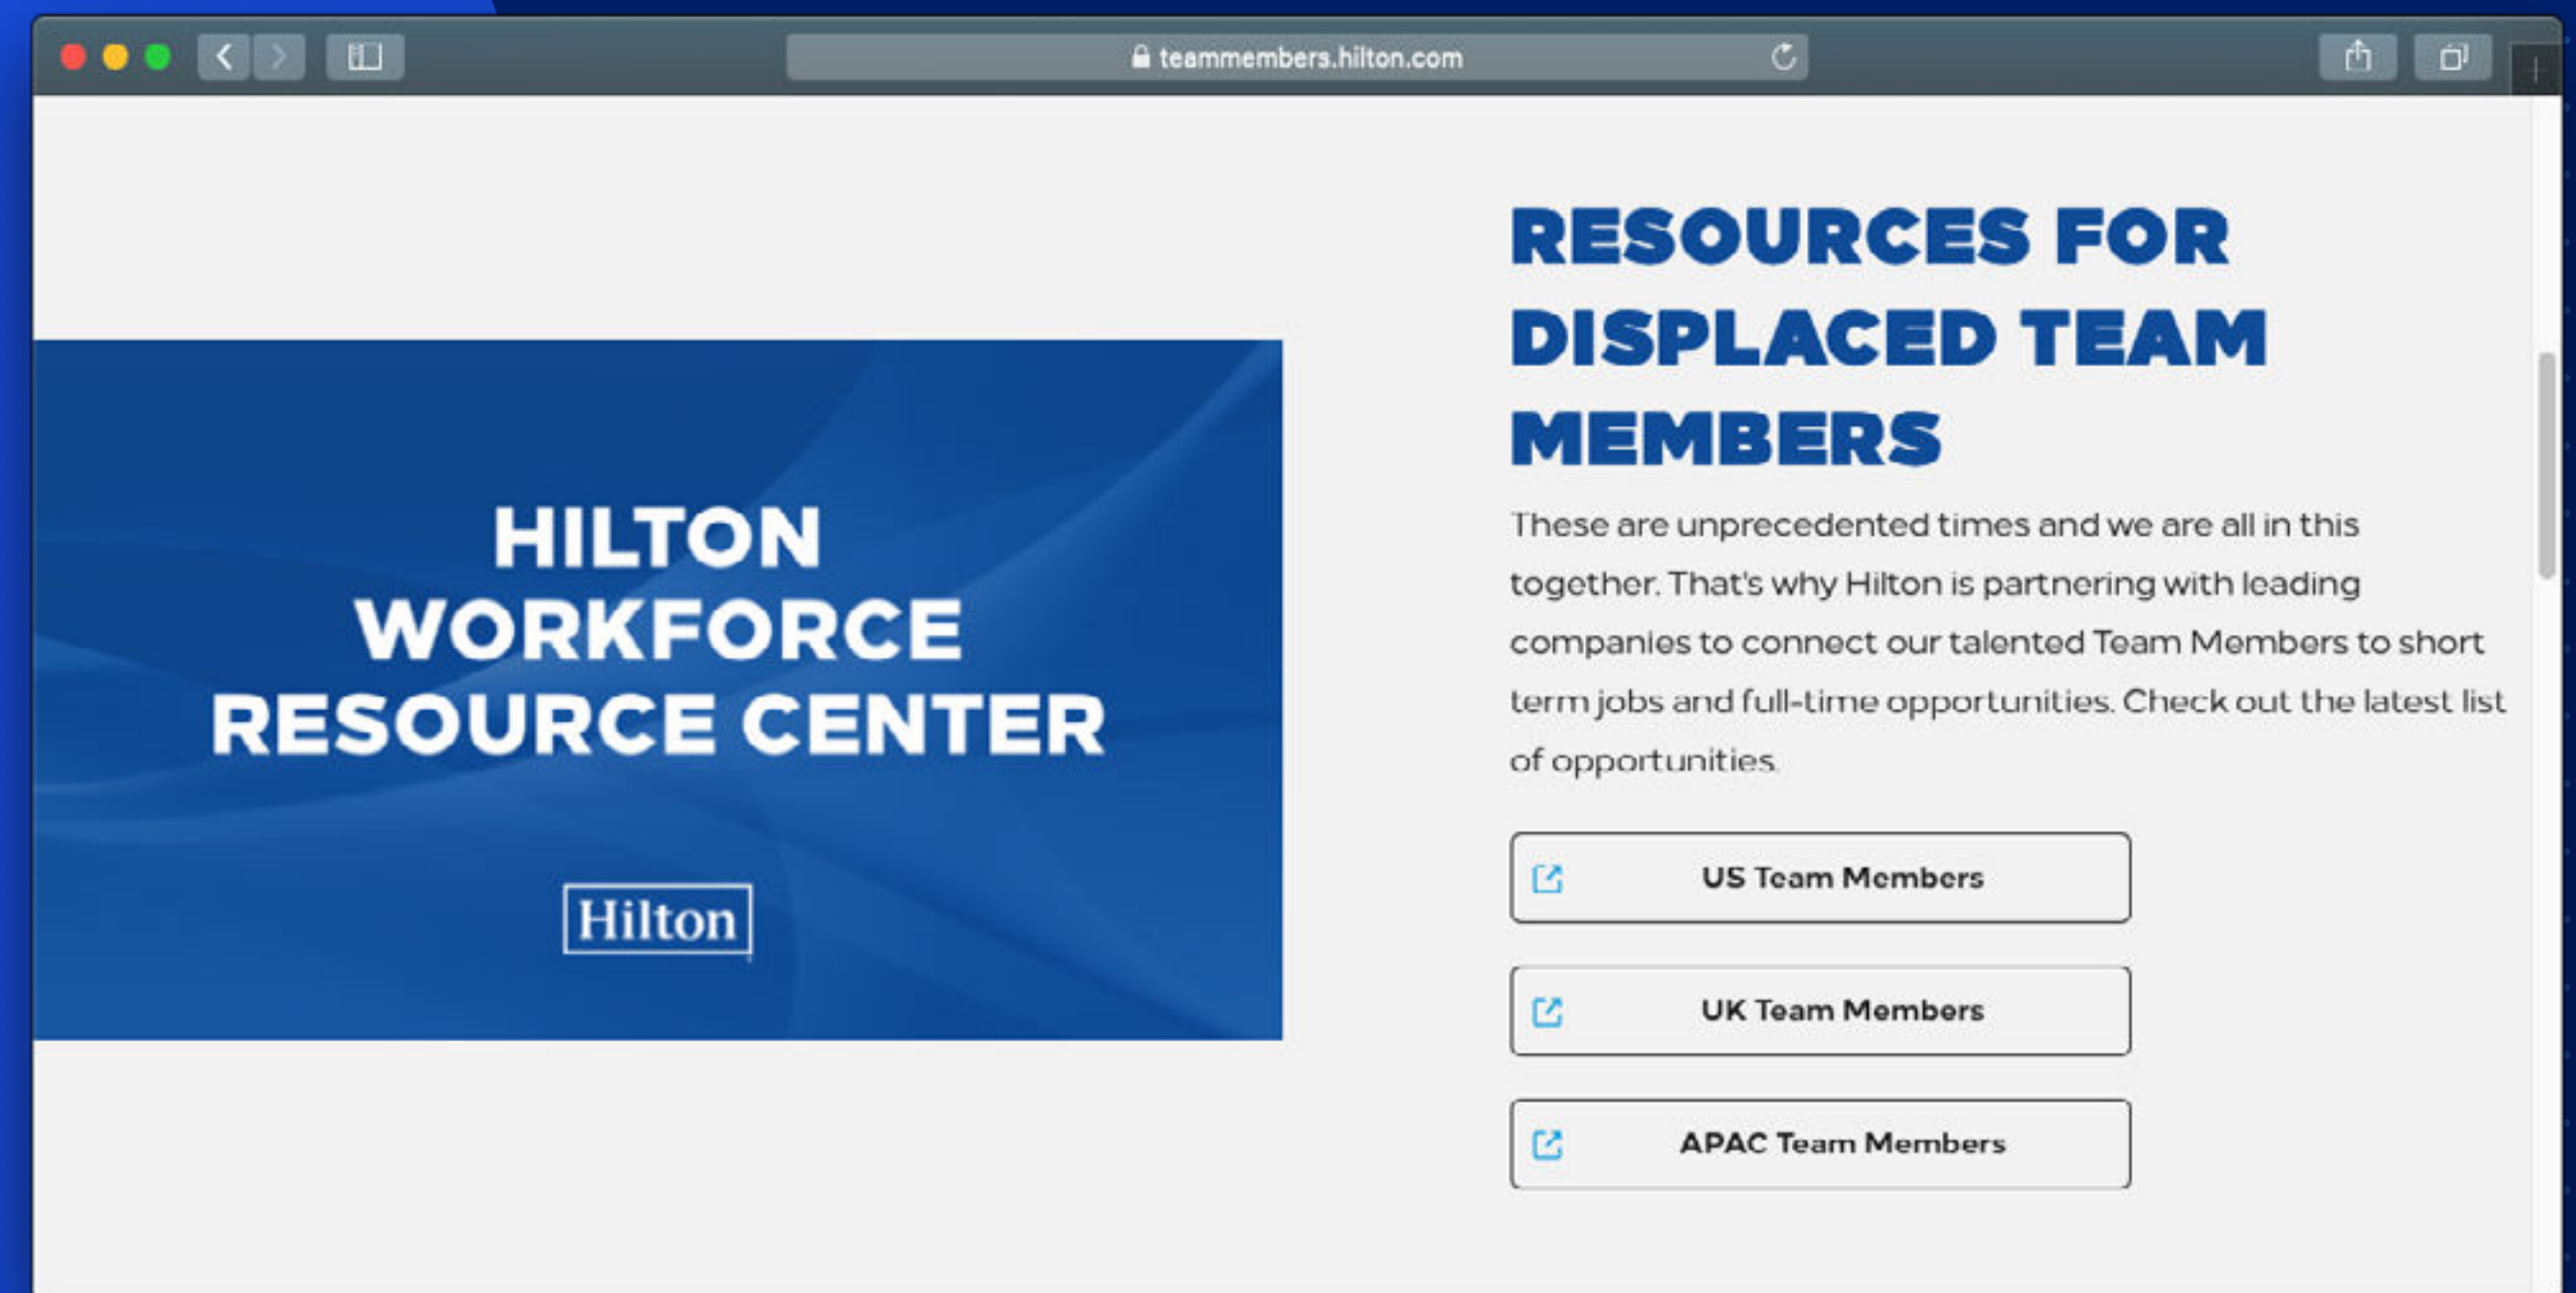 teammembers.hilton.com
HILTON
WORKFORCE
RESOURCE CENTER
Hilton
RESOURCES FOR
DISPLACED TEAM
MEMBERS
These are unprecedented times and we are all in this
together. That's why Hilton is partnering with leading
companies to connect our talented Team Members to short
term jobs and full-time opportunities. Check out the latest list
of opportunities.
US Team Members
UK Team Members
APAC Team Members